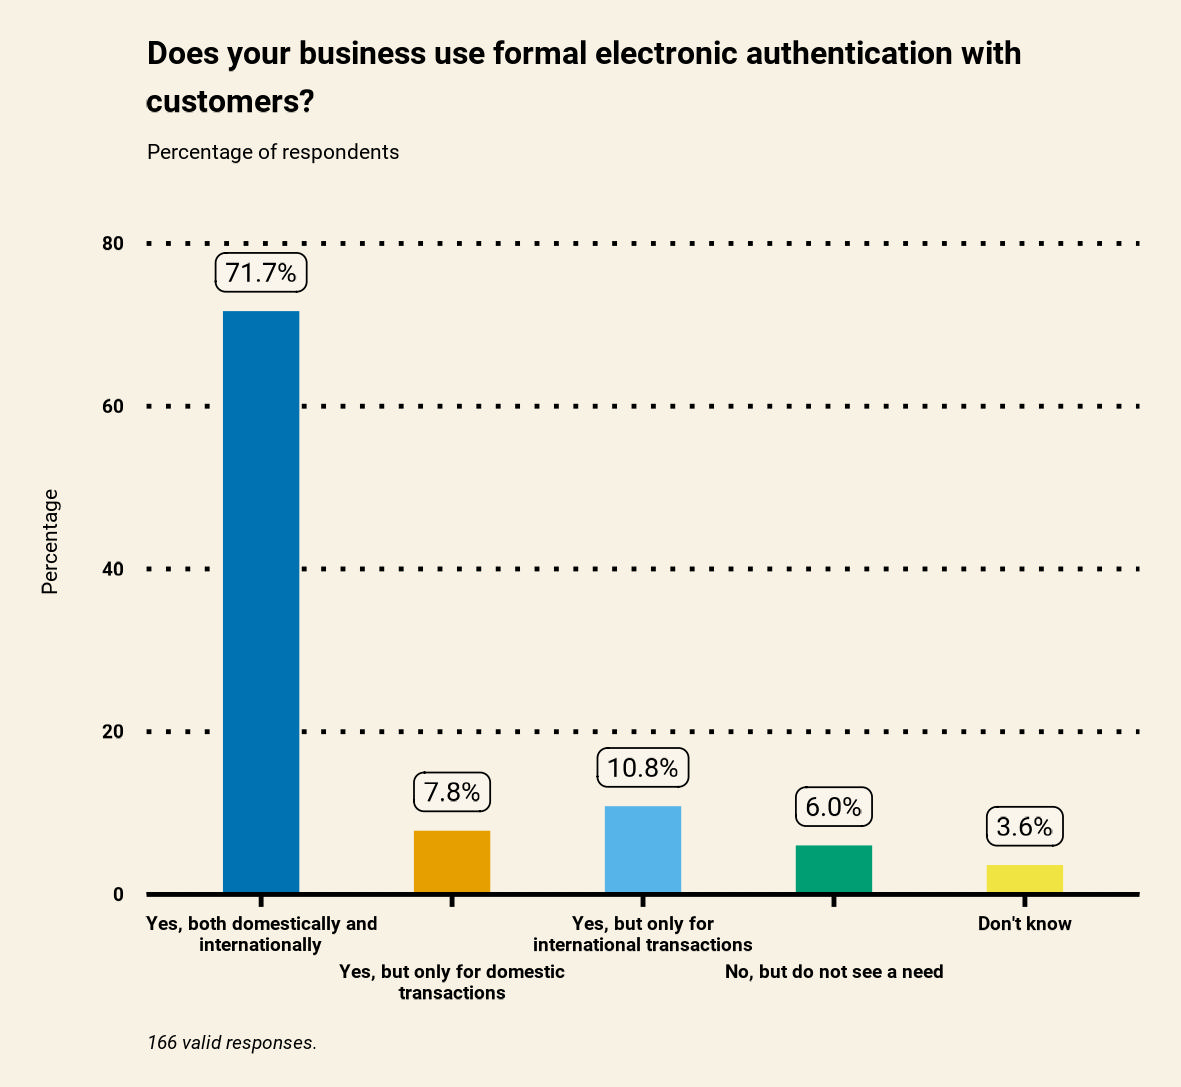 Does your business use formal electronic authentication with
customers?
Percentage of respondents
80
71.7%
60
Percentage
40
20
10.8%
7.8%
6.0%
3.6%
0
Yes, both domestically and
internationally
Yes, but only for
international transactions
Don't know
Yes, but only for domestic
transactions
No, but do not see a need
166 valid responses.